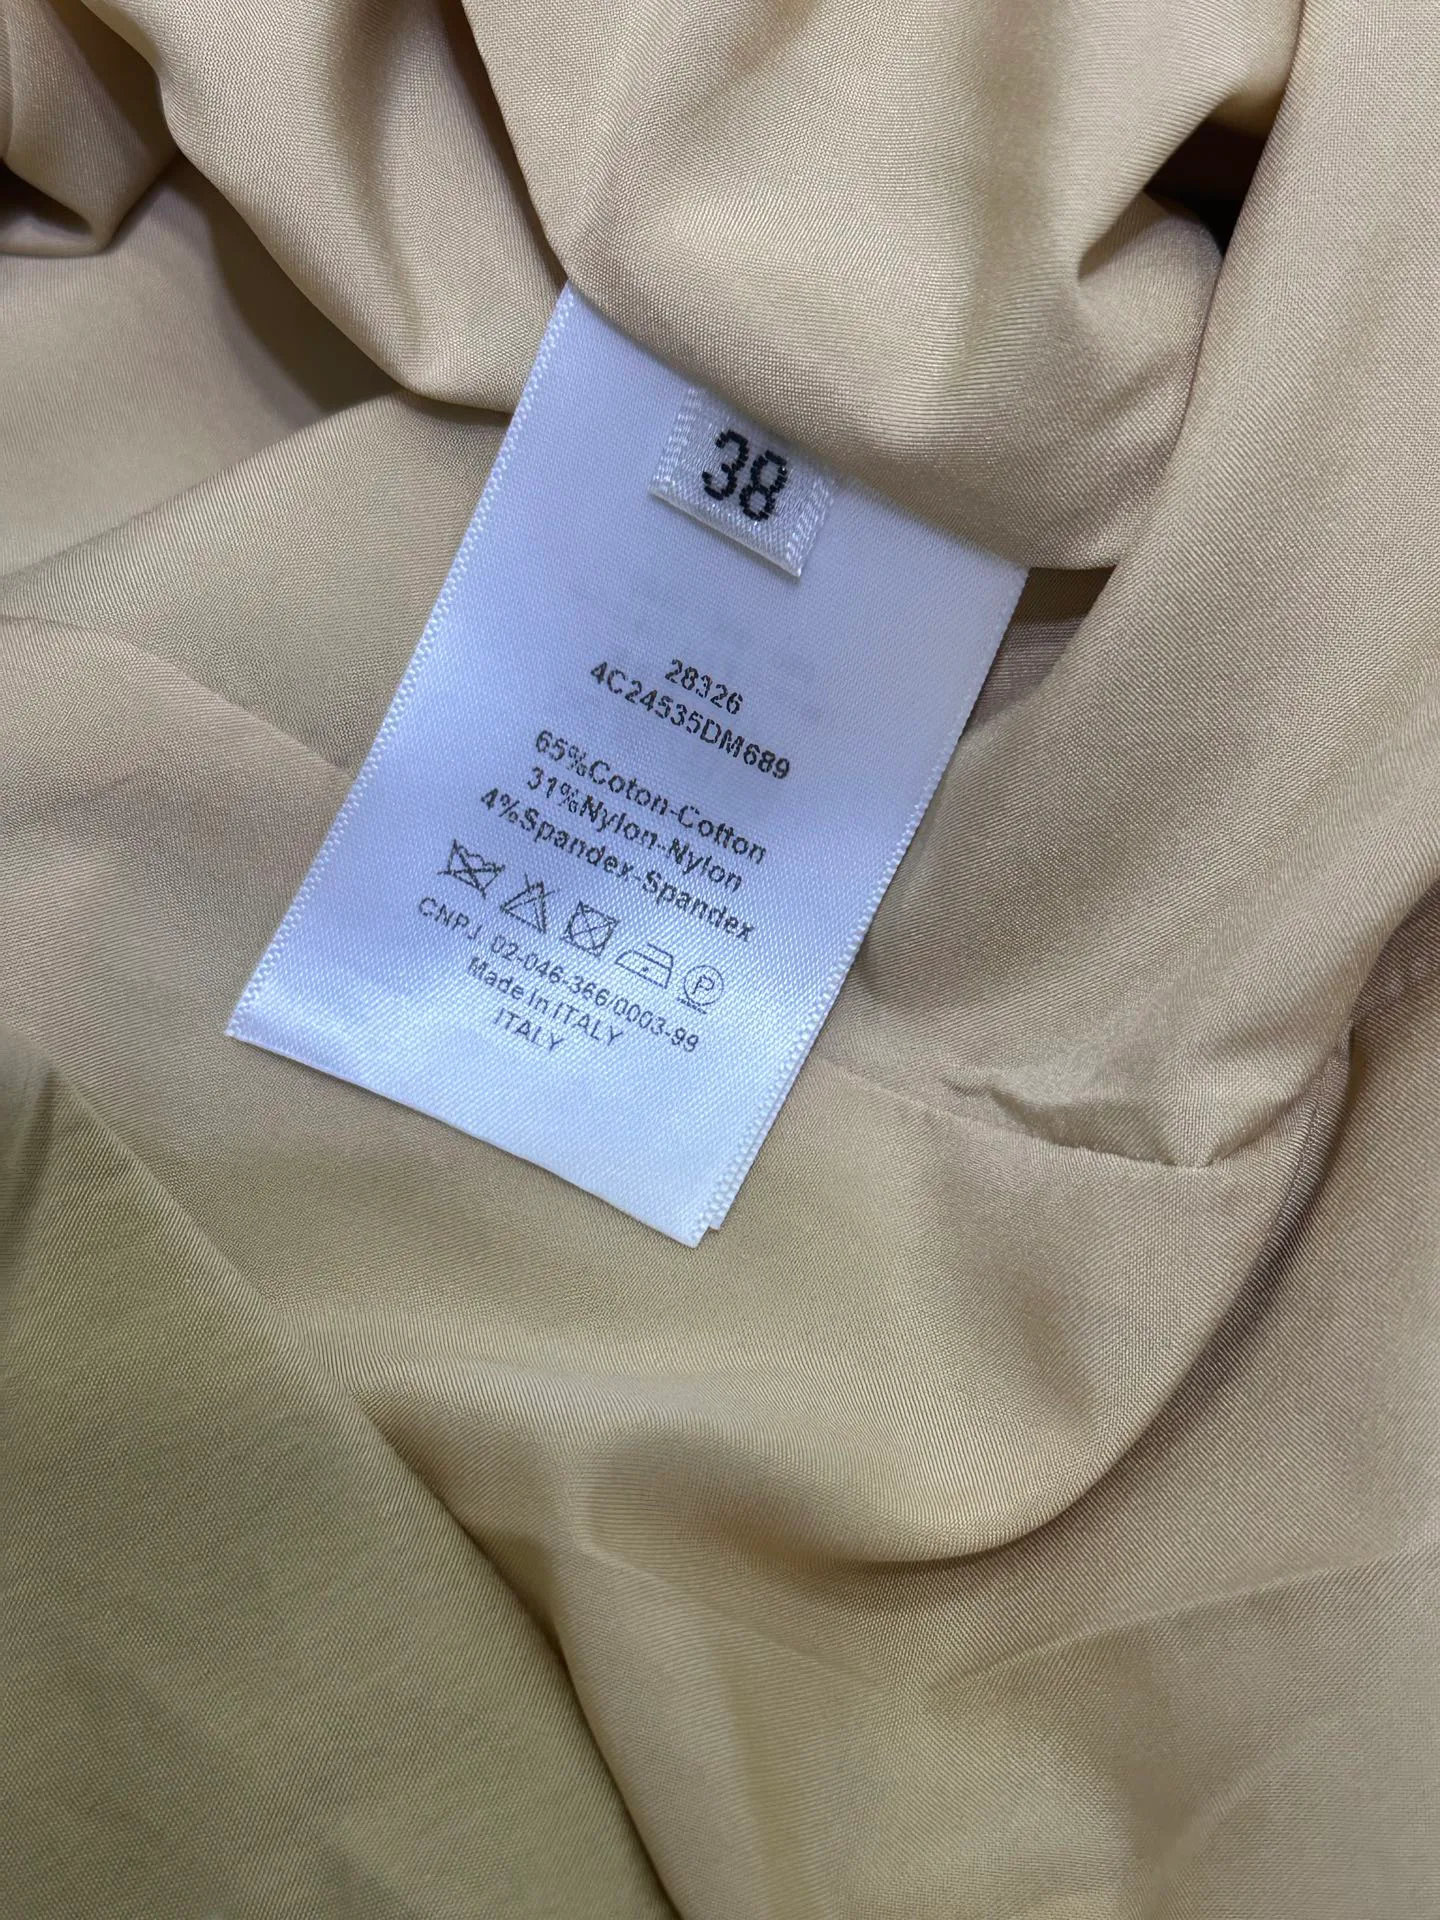 38
28326
4C24535DM689
65%Coton-Cotton
31%Nylon-Nylon
4%Spandex-Spandex
P
CNPJ 02-046-366/0003-99
Made in ITALY
ITALY